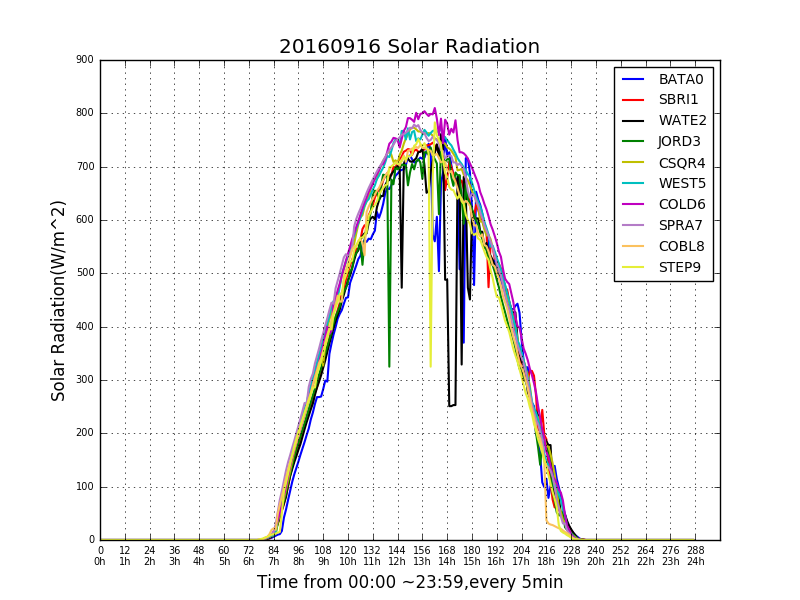 20160916 Solar Radiation
Solar Radiation(W/m^2)
900
800
700
600
500
400
300
200
100
0
BATA0
SBRI1
WATE2
JORD3
CSQR4
WEST5
COLD6
SPRA7
COBL8
STEP9
0 12 24 36 48 60 72 84 96 108 120 132 144 156 168 180 192 204 216 228 240 252 264 276 288
0h 1h 2h 3h 4h 5h 6h 7h 8h 9h 10h 11h 12h 13h 14h 15h 16h 17h 18h 19h 20h 21h 22h 23h 24h
Time from 00:00 ~23:59,every 5min